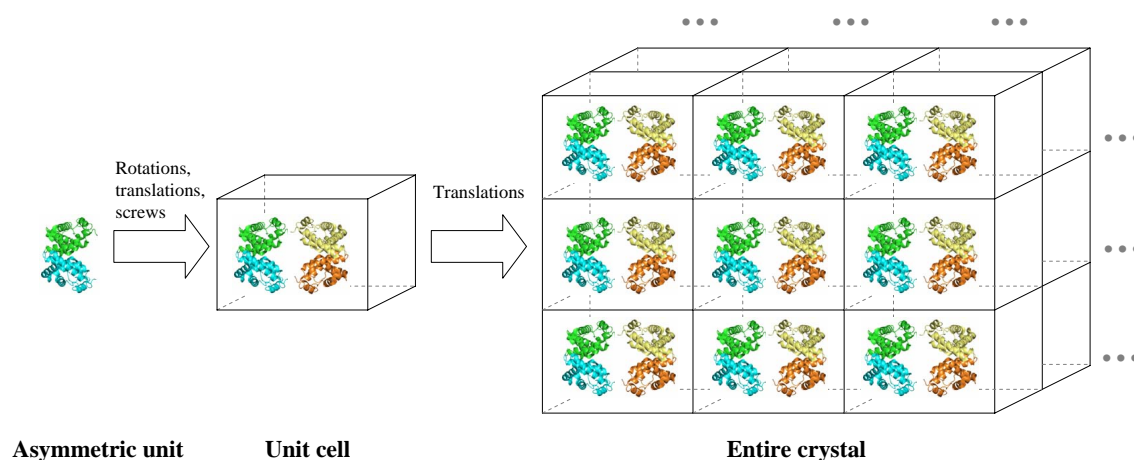 Rotations,
translations,
screws
Translations
Asymmetric unit
Unit cell
Entire crystal